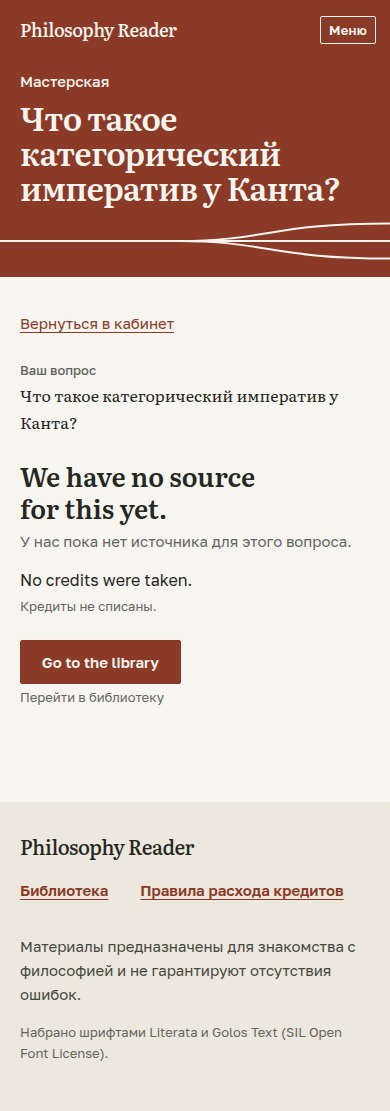 Philosophy Reader
Меню
Мастерская
Что такое
категорический
императив у Канта?
Вернуться в кабинет
Ваш вопрос
Что такое категорический императив у
Канта?
We have no source
for this yet.
У нас пока нет источника для этого вопроса.
No credits were taken.
Кредиты не списаны.
Go to the library
Перейти в библиотеку
Philosophy Reader
Библиотека
Правила расхода кредитов
Материалы предназначены для знакомства с
философией и не гарантируют отсутствия
ошибок.
Набрано шрифтами Literata и Golos Text (SIL Open
Font License).